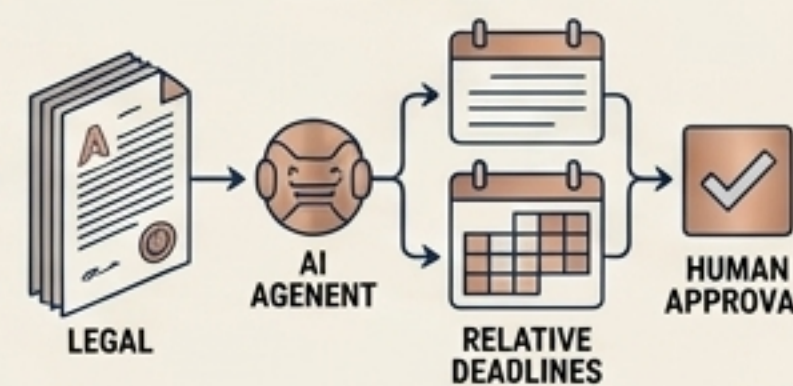 A
LEGAL
AI
AGENENT
RELATIVE
DEADLINES
HUMAN
APPROVA